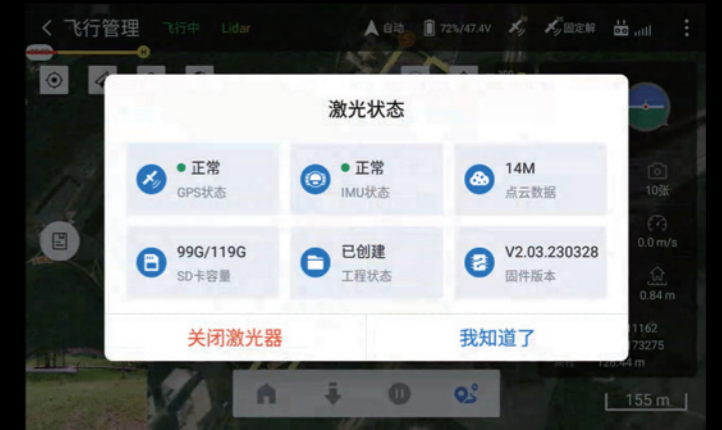 飞行管理 飞行中 Lidar 自动 72%/47.4V 固定解
H
激光状态
正常
GPS状态
正常
IMU状态
14M
点云数据
99G/119G
SD卡容量
已创建
工程状态
V2.03.230328
固件版本
关闭激光器
我知道了
10张
0.0 m/s
0.84 m
126.44 m
155 m